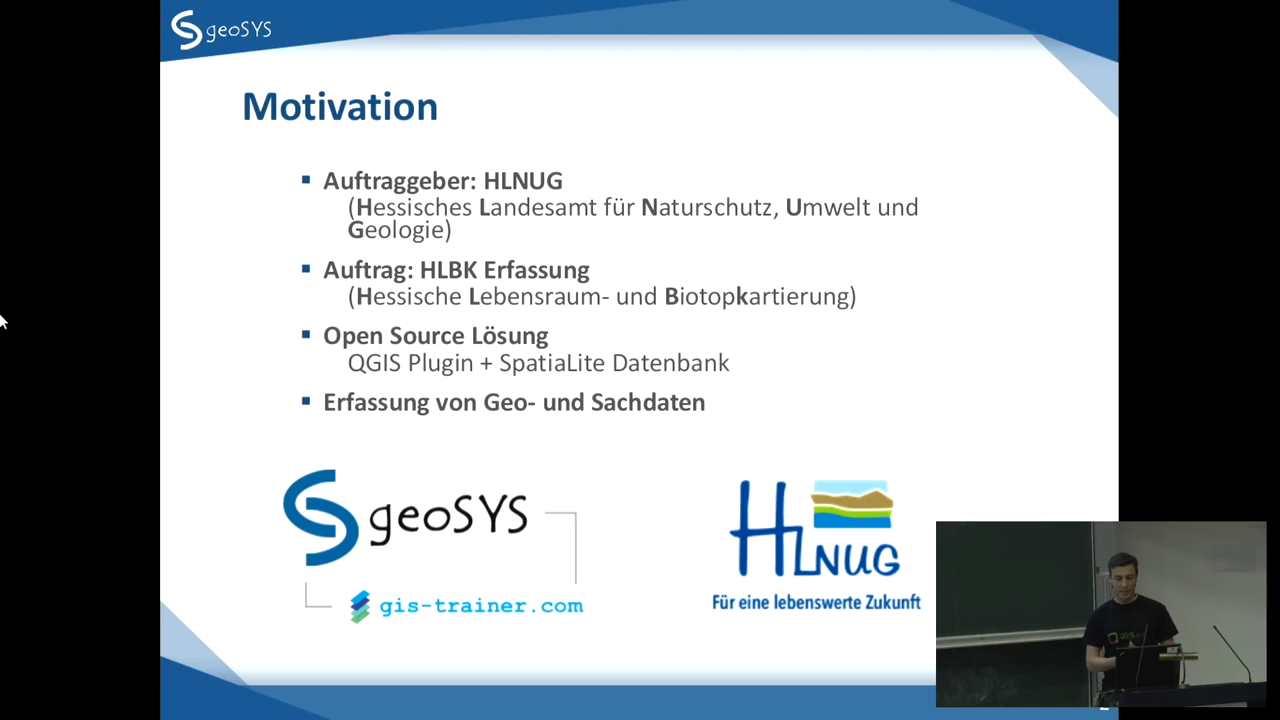 geoSYS
Motivation
Auftraggeber: HLNUG
(Hessisches Landesamt für Naturschutz, Umwelt und
Geologie)
Auftrag: HLBK Erfassung
(Hessische Lebensraum- und Biotopkartierung)
Open Source Lösung
QGIS Plugin + SpatiaLite Datenbank
Erfassung von Geo- und Sachdaten
geoSYS
gis-trainer.com
HLNUG
Für eine lebenswerte Zukunft
QGIS